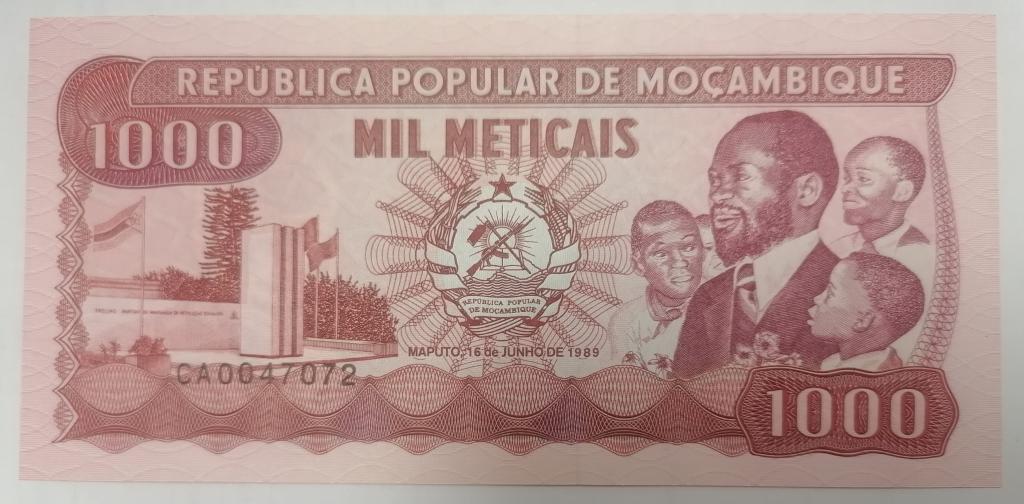 REPÚBLICA POPULAR DE MOÇAMBIQUE
1000
MIL METICAIS
REPÚBLICA POPULAR
DE MOÇAMBIQUE
MAPUTO, 16 de JUNHO DE 1989
CA0047072
1000